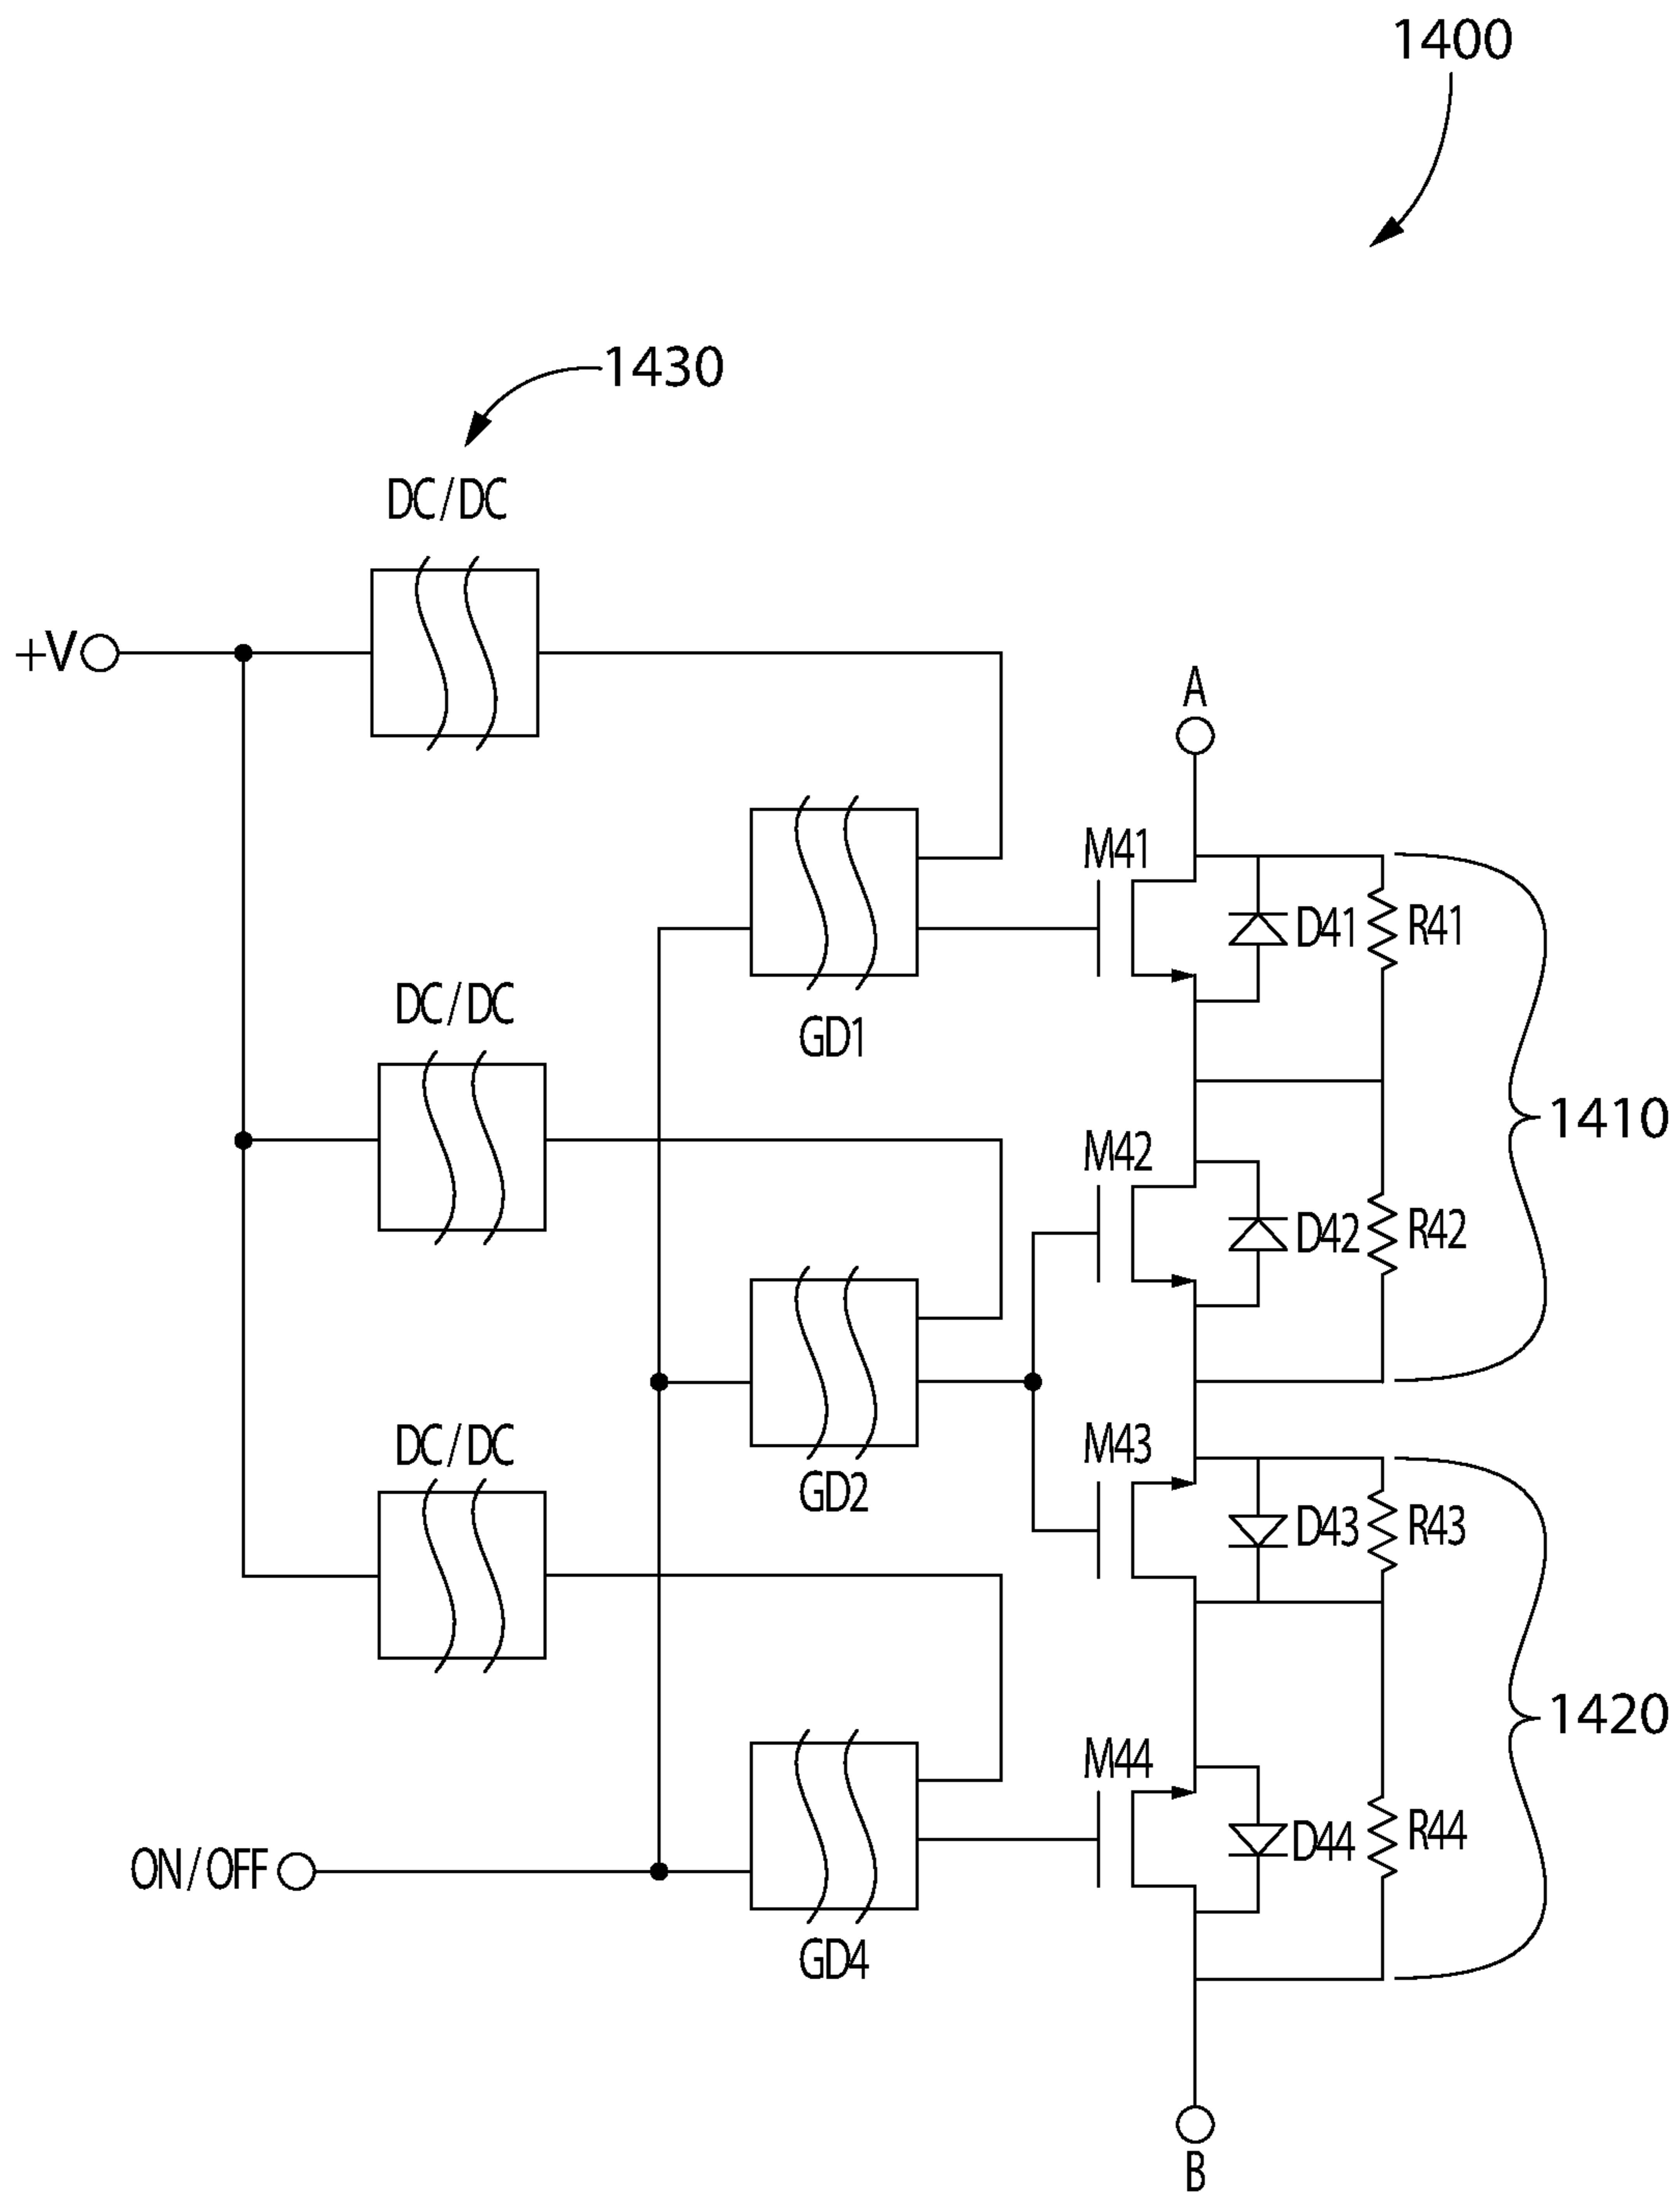 1400
1430
DC/DC
+V
A
M41
D41
R41
DC/DC
GD1
1410
M42
D42
R42
DC/DC
M43
GD2
D43
R43
1420
M44
R44
D44
ON/OFF
GD4
B